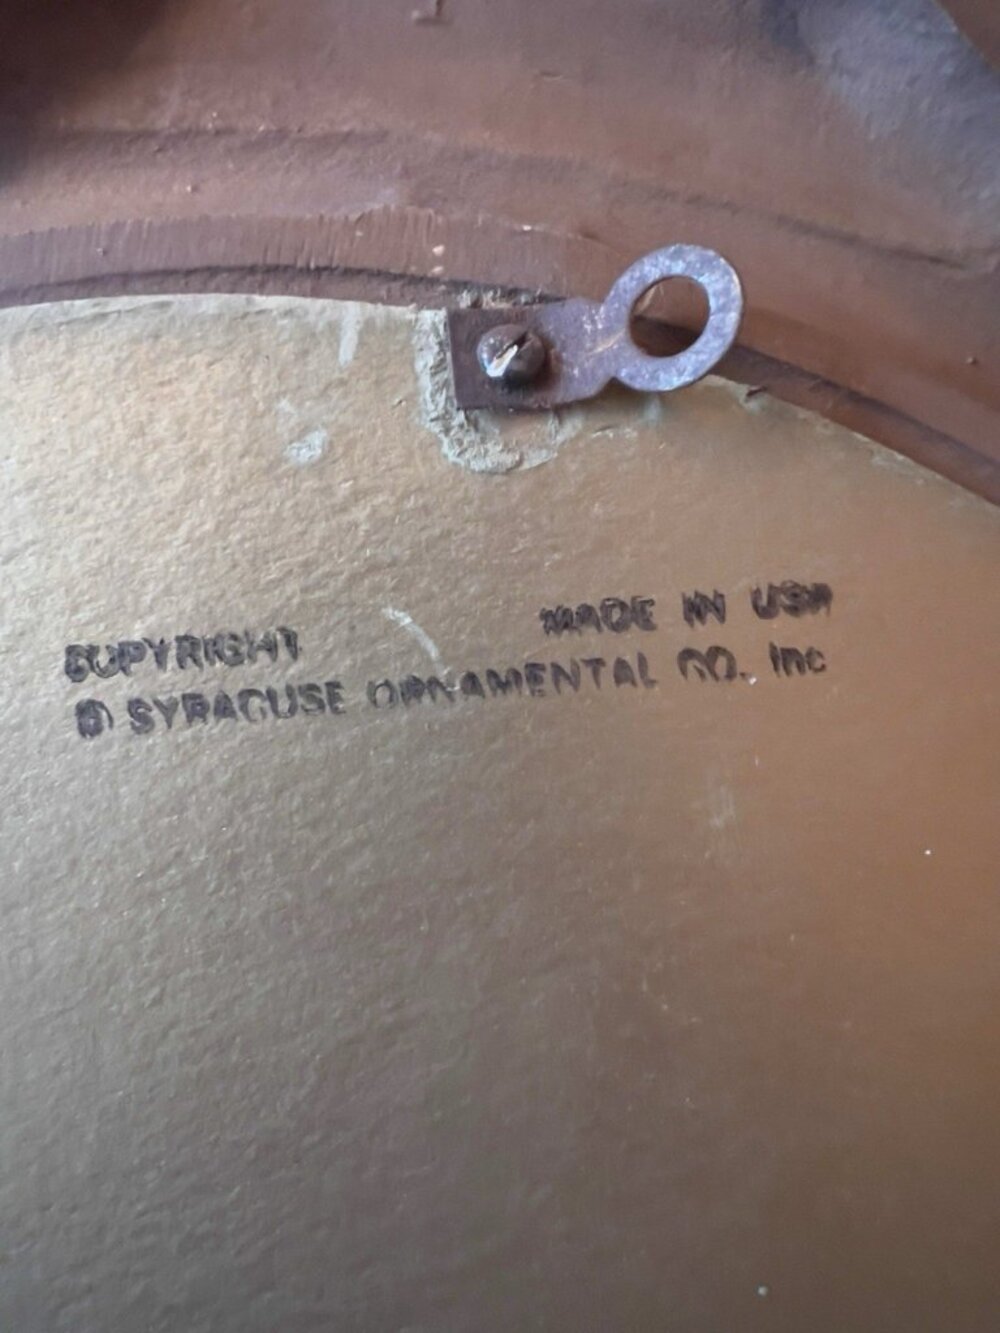 COPYRIGHT MADE IN USA
© SYRACUSE ORNAMENTAL CO. Inc